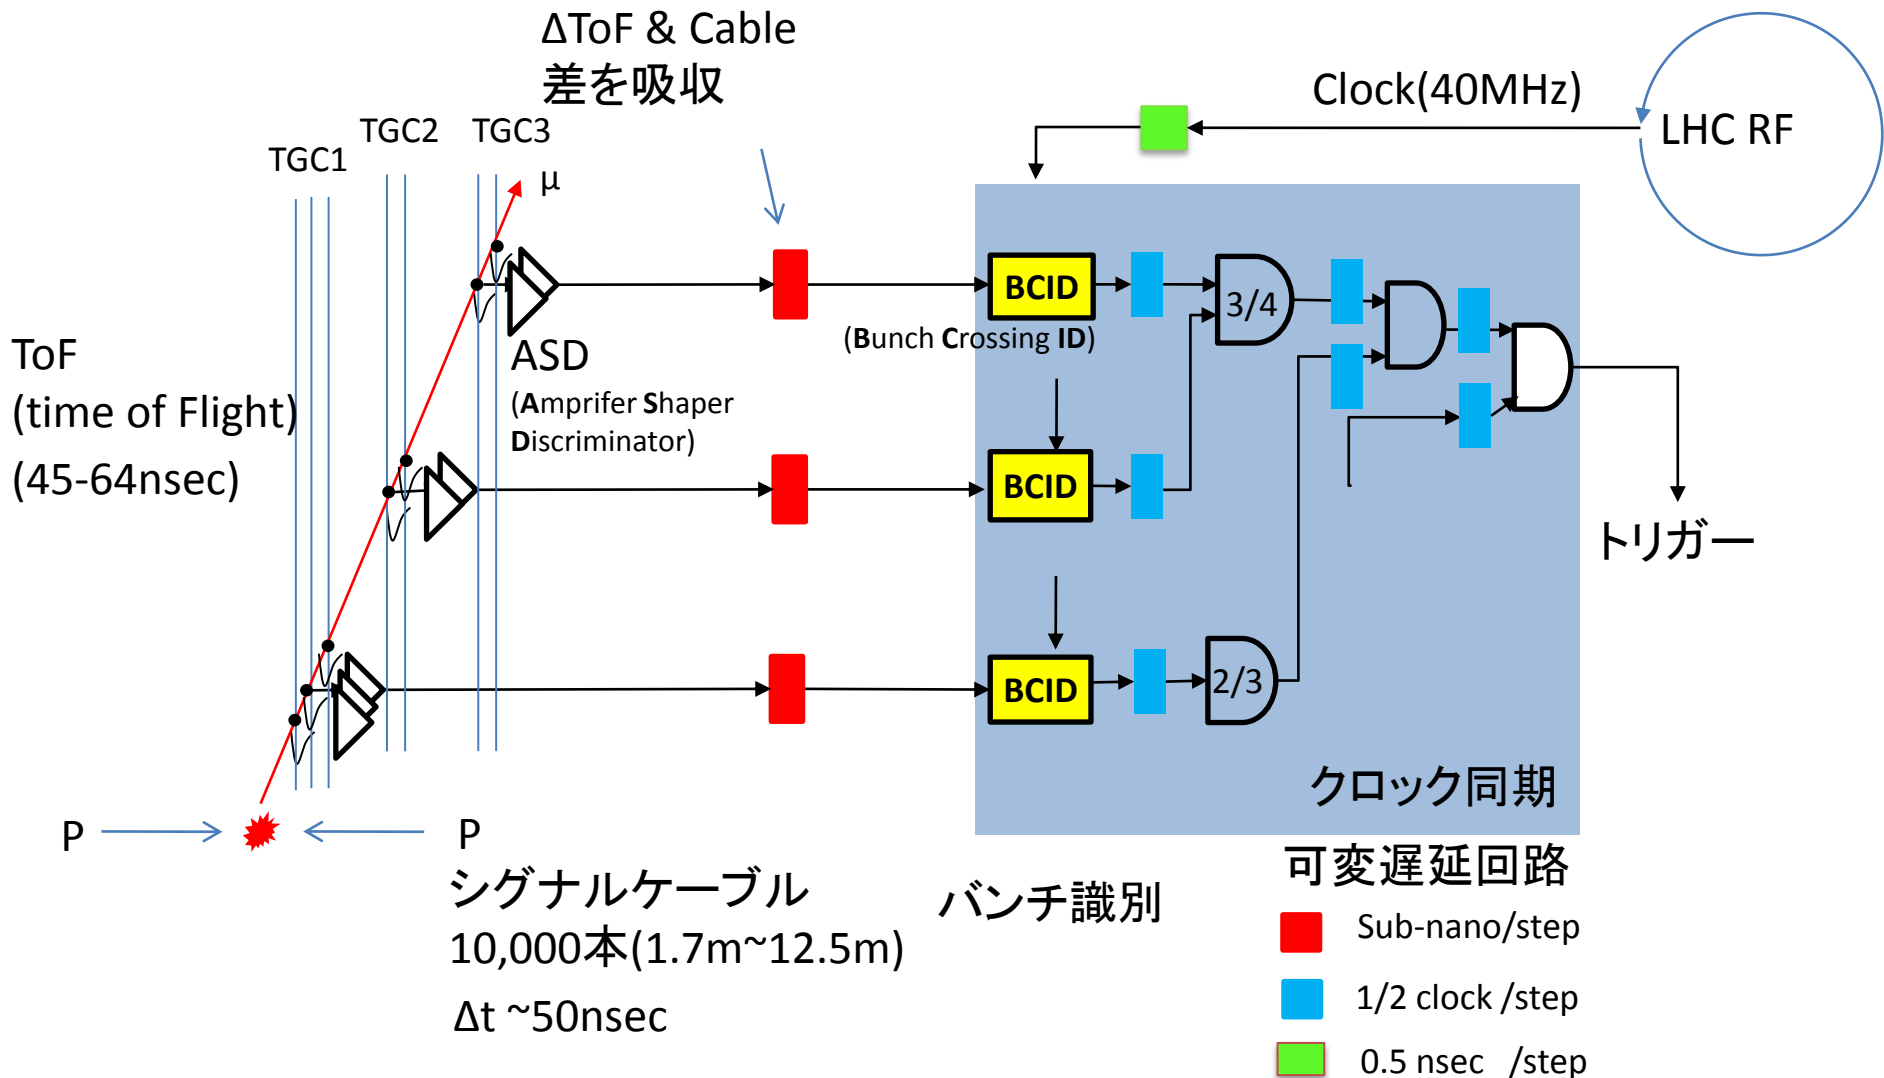 ΔToF & Cable
差を吸収
Clock(40MHz)
LHC RF
TGC1
TGC2
TGC3
μ
ToF
(time of Flight)
(45-64nsec)
ASD
(Amprifer Shaper
Discriminator)
BCID
(Bunch Crossing ID)
BCID
BCID
3/4
2/3
トリガー
クロック同期
P
P
シグナルケーブル
10,000本(1.7m~12.5m)
Δt ~50nsec
バンチ識別
可変遅延回路
Sub-nano/step
1/2 clock /step
0.5 nsec /step